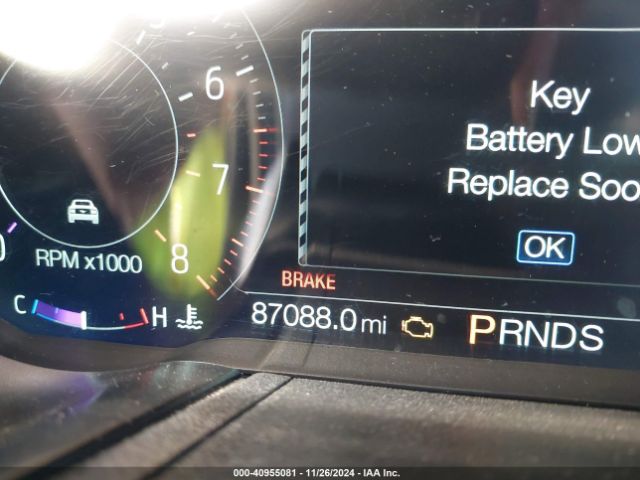 6
Key
Battery Low
Replace Soo
7
0
RPM x1000
8
OK
BRAKE
C
H
87088.0 mi
PRNDS
000-40955081 - 11/26/2024 - IAA Inc.